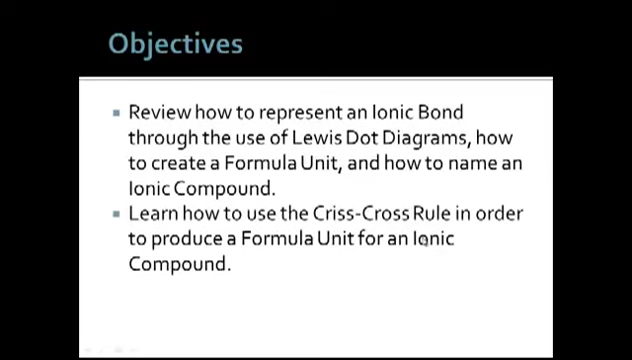 Objectives
▪ Review how to represent an Ionic Bond
through the use of Lewis Dot Diagrams, how
to create a Formula Unit, and how to name an
Ionic Compound.
▪ Learn how to use the Criss-Cross Rule in order
to produce a Formula Unit for an Ionic
Compound.